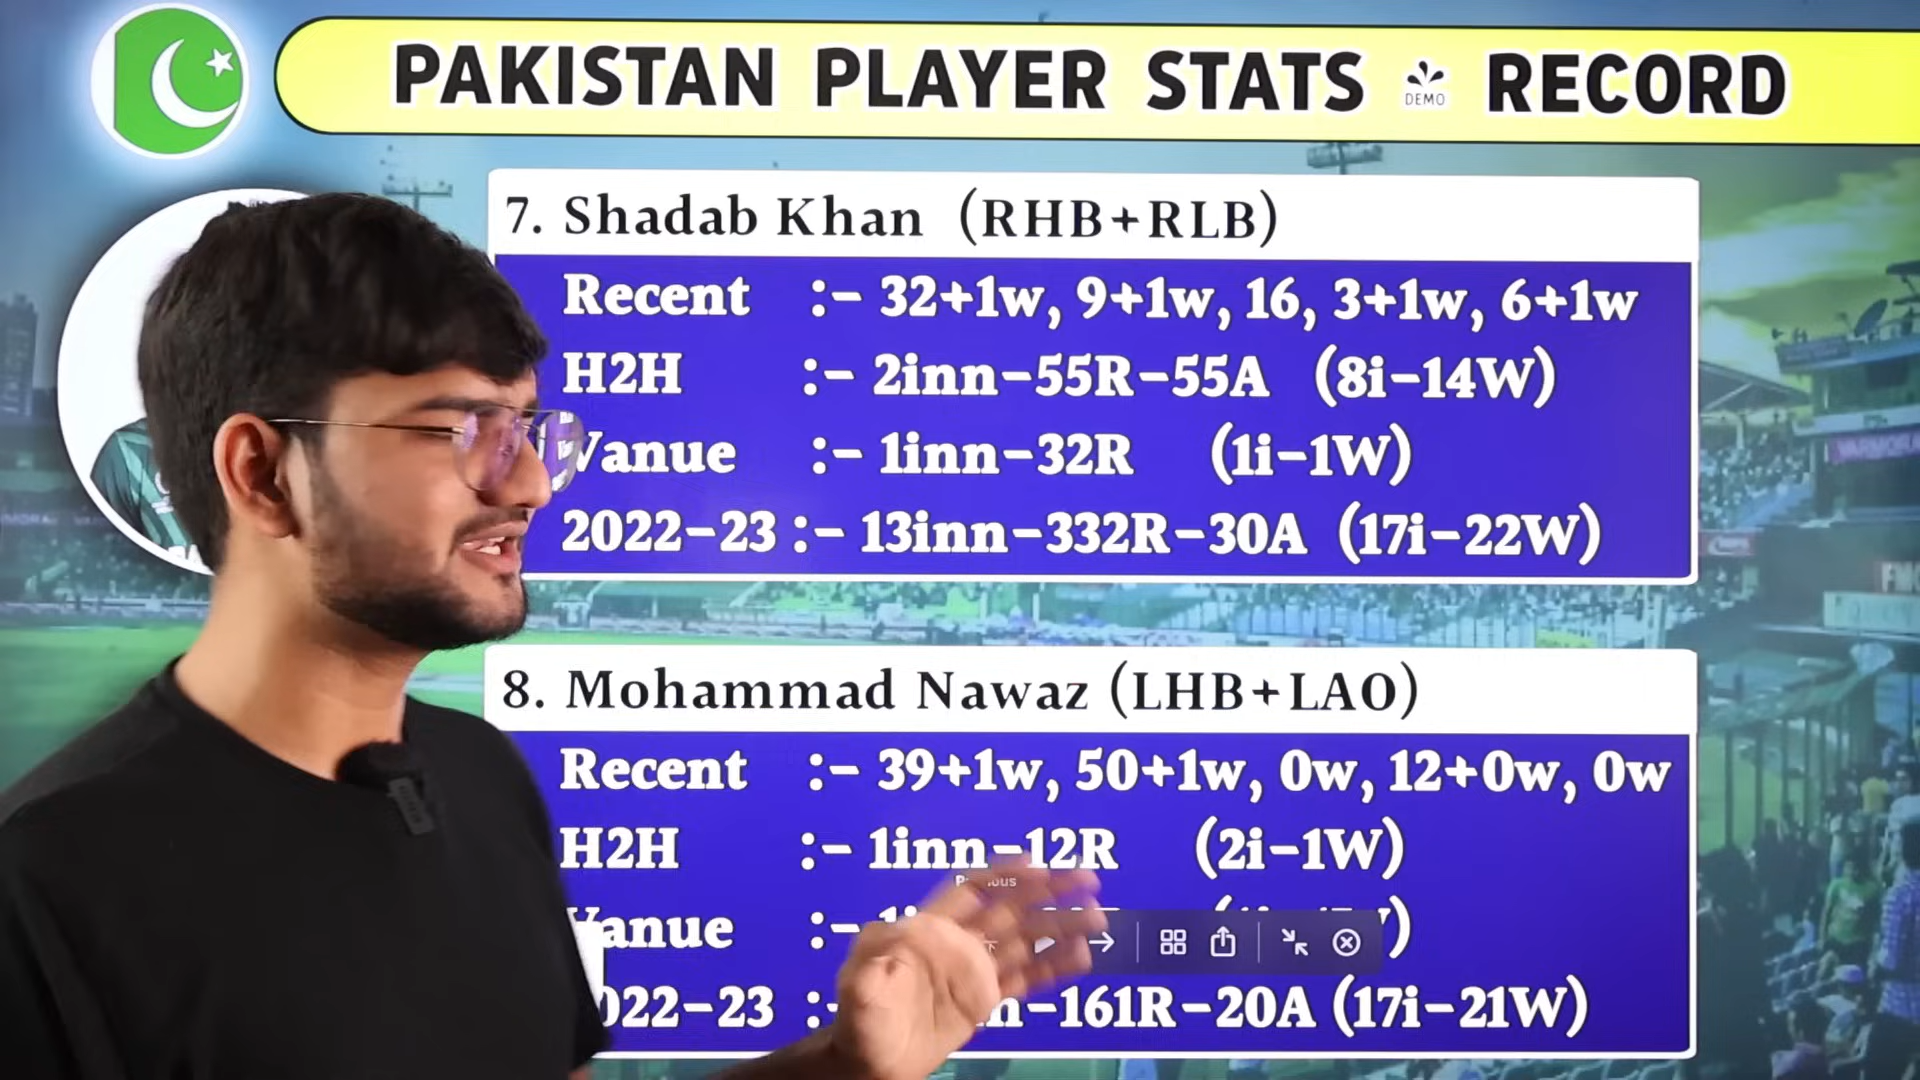 PAKISTAN PLAYER STATS DEMO RECORD
7. Shadab Khan (RHB+RLB)
Recent :- 32+1w, 9+1w, 16, 3+1w, 6+1w
H2H :- 2inn-55R-55A (8i-14W)
Vanue :- 1inn-32R (1i-1W)
2022-23 :- 13inn-332R-30A (17i-22W)
8. Mohammad Nawaz (LHB+LAO)
Recent :- 39+1w, 50+1w, 0w, 12+0w, 0w
H2H :- 1inn-12R (2i-1W)
Vanue :-
2022-23 :- -161R-20A (17i-21W)